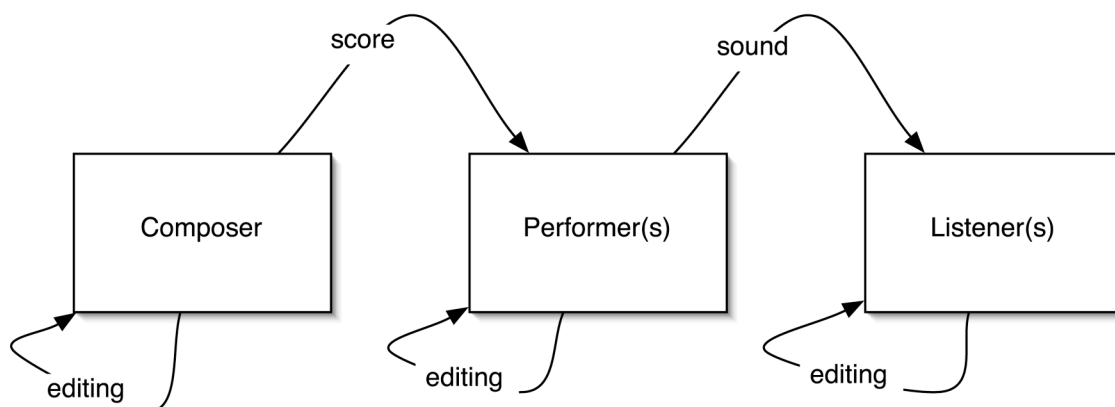 score
sound
Composer
Performer(s)
Listener(s)
editing
editing
editing